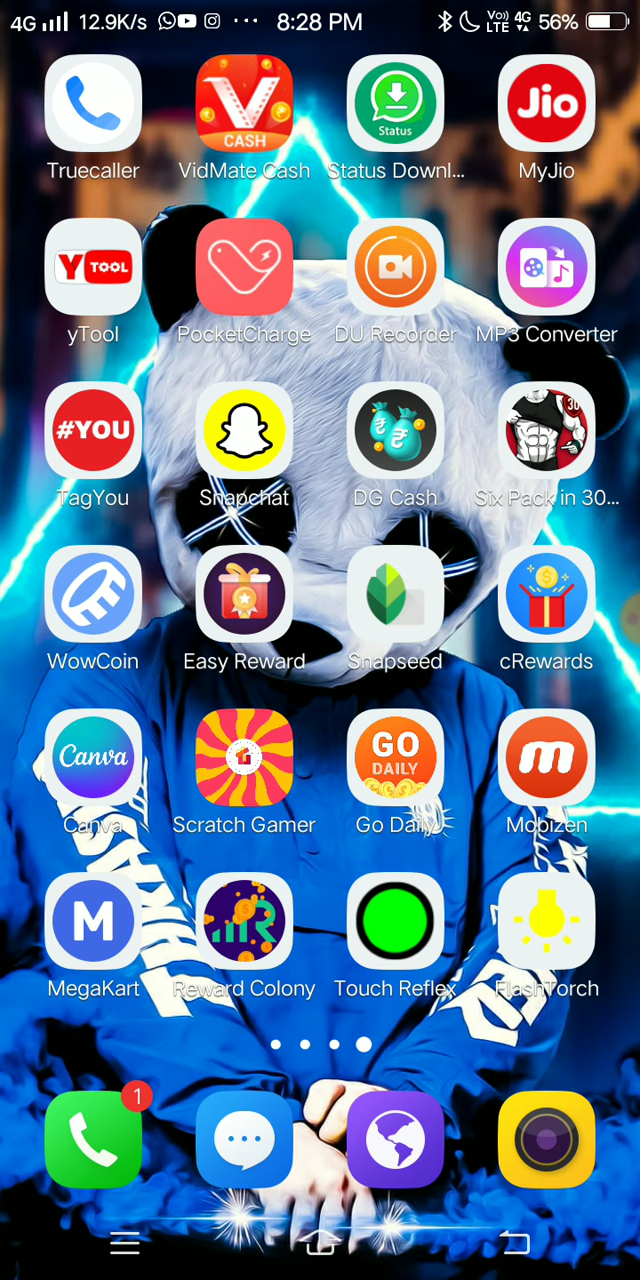 4G 12.9K/s ... 8:28 PM Vo)) LTE 4G 56%
CASH
Status
Jio
Truecaller VidMate Cash Status Downl... MyJio
Y TOOL
yTool PocketCharge DU Recorder MP3 Converter
#YOU
30
TagYou Snapchat DG Cash Six Pack in 30...
WowCoin Easy Reward Snapseed cRewards
Canva
GO
DAILY
m
Canva Scratch Gamer Go Daily Mobizen
M
R
MegaKart Reward Colony Touch Reflex FlashTorch
1